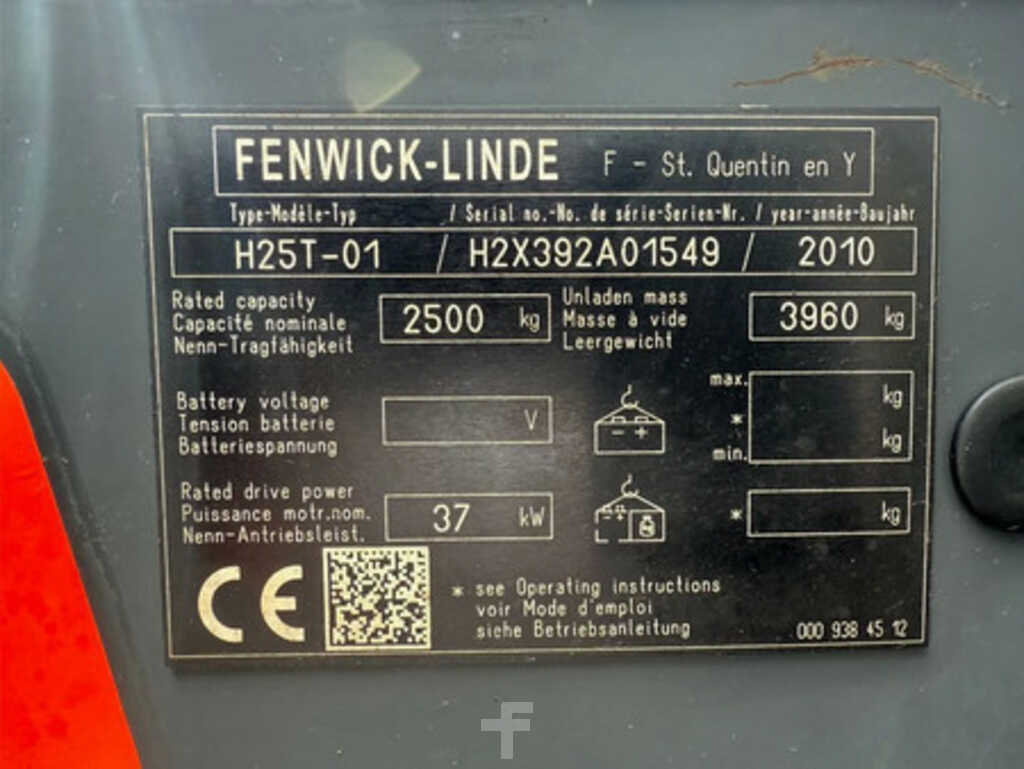 FENWICK-LINDE F - St. Quentin en Y
Type-Modèle-Typ / Serial no.-No. de série-Serien-Nr. / year-année-Baujahr
H25T-01 / H2X392A01549 / 2010
Rated capacity
Capacité nominale
Nenn-Tragfähigkeit
2500 kg
Unladen mass
Masse à vide
Leergewicht
3960 kg
Battery voltage
Tension batterie
Batteriespannung
V
- +
max. kg
*
min. kg
Rated drive power
Puissance motr.nom.
Nenn-Antriebsleist.
37 kW
- +
* kg
CE
* see Operating instructions
voir Mode d'emploi
siehe Betriebsanleitung
000 938 45 12